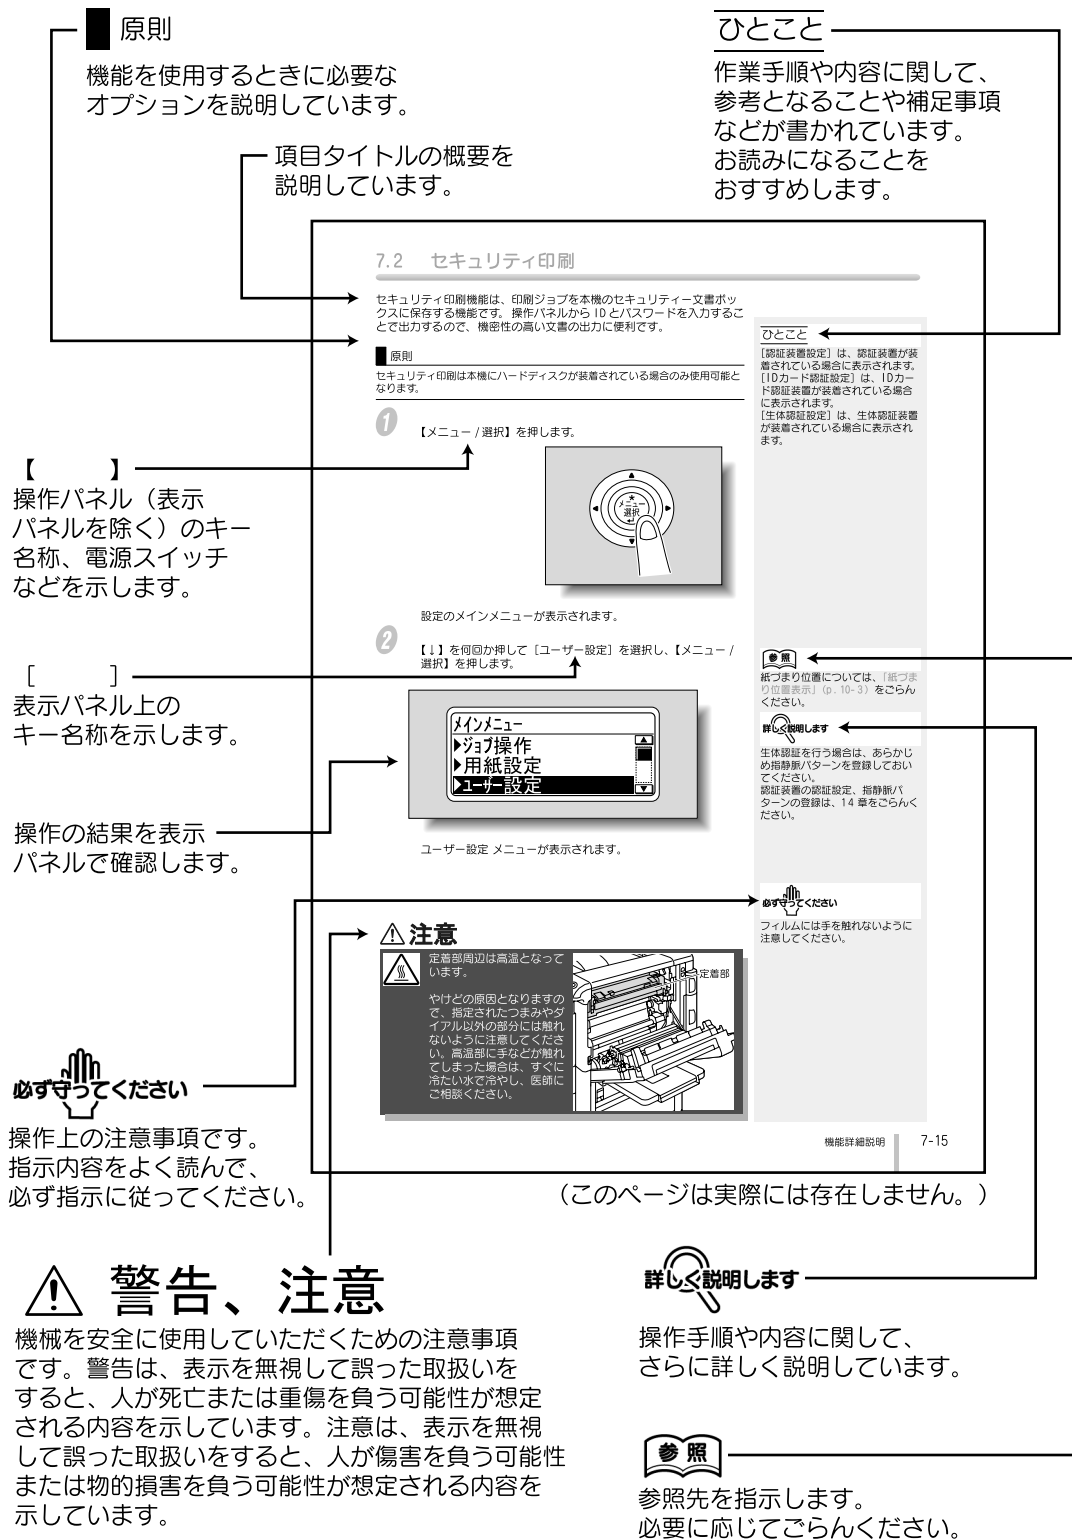 原則
機能を使用するときに必要な
オプションを説明しています。
項目タイトルの概要を
説明しています。
ひとこと
作業手順や内容に関して、
参考となることや補足事項
などが書かれています。
お読みになることを
おすすめします。
7.2 セキュリティ印刷
セキュリティ印刷機能は、印刷ジョブを本機のセキュリティー文書ボッ
クスに保存する機能です。操作パネルから ID とパスワードを入力するこ
とで出力するので、機密性の高い文書の出力に便利です。
原則
セキュリティ印刷は本機にハードディスクが装着されている場合のみ使用可能と
なります。
1
【メニュー / 選択】を押します。
メニュー
選択
設定のメインメニューが表示されます。
2
【↓】を何回か押して［ユーザー設定］を選択し、【メニュー /
選択】を押します。
メインメニュー
ジョブ操作
用紙設定
ユーザー設定
ユーザー設定 メニューが表示されます。
注意
定着部周辺は高温となって
います。
やけどの原因となりますの
で、指定されたつまみやダ
イアル以外の部分には触れ
ないように注意してくださ
い。高温部に手などが触れ
てしまった場合は、すぐに
冷たい水で冷やし、医師に
ご相談ください。
定着部
ひとこと
［認証装置設定］は、認証装置が装
着されている場合に表示されます。
［IDカード認証設定］は、IDカー
ド認証装置が装着されている場合
に表示されます。
［生体認証設定］は、生体認証装置
が装着されている場合に表示され
ます。
参照
紙づまり位置については、「紙づま
り位置表示」（p.10-3）をごらん
ください。
詳しく説明します
生体認証を行う場合は、あらかじ
め指静脈パターンを登録しておい
てください。
認証装置の認証設定、指静脈パ
ターンの登録は、14 章をごらんく
ださい。
必ず守ってください
フィルムには手を触れないように
注意してください。
機能詳細説明 7-15
（このページは実際には存在しません。）
【 】
操作パネル（表示
パネルを除く）のキー
名称、電源スイッチ
などを示します。
［ ］
表示パネル上の
キー名称を示します。
操作の結果を表示
パネルで確認します。
必ず守ってください
操作上の注意事項です。
指示内容をよく読んで、
必ず指示に従ってください。
警告、注意
機械を安全に使用していただくための注意事項
です。警告は、表示を無視して誤った取扱いを
すると、人が死亡または重傷を負う可能性が想定
される内容を示しています。注意は、表示を無視
して誤った取扱いをすると、人が傷害を負う可能性
または物的損害を負う可能性が想定される内容を
示しています。
詳しく説明します
操作手順や内容に関して、
さらに詳しく説明しています。
参照
参照先を指示します。
必要に応じてごらんください。